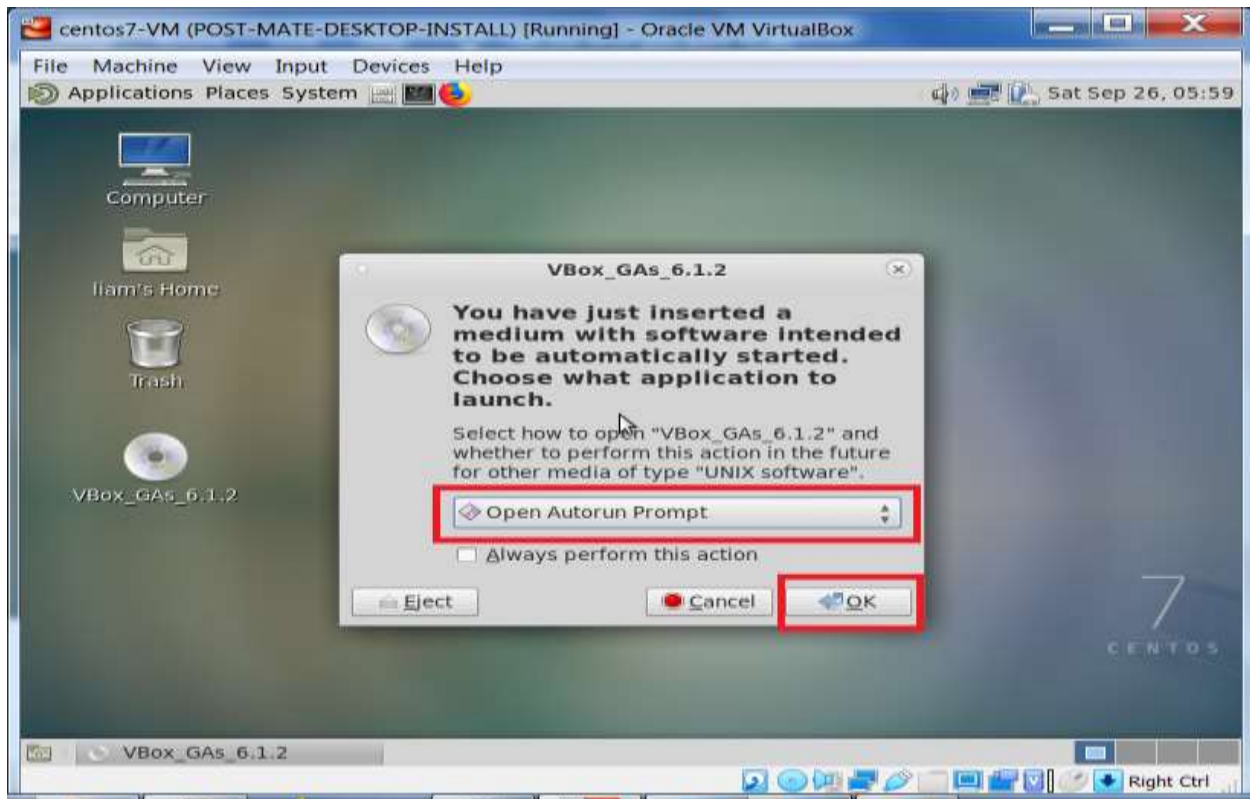 centos7-VM (POST-MATE-DESKTOP-INSTALL) [Running] - Oracle VM VirtualBox
File Machine View Input Devices Help
Applications Places System
Sat Sep 26, 05:59
Computer
liam's Home
Trash
VBox_GAs_6.1.2
VBox_GAs_6.1.2
You have just inserted a
medium with software intended
to be automatically started.
Choose what application to
launch.
Select how to open "VBox_GAs_6.1.2" and
whether to perform this action in the future
for other media of type "UNIX software".
Open Autorun Prompt
Always perform this action
Eject
Cancel
OK
7
CENTOS
VBox_GAs_6.1.2
Right Ctrl